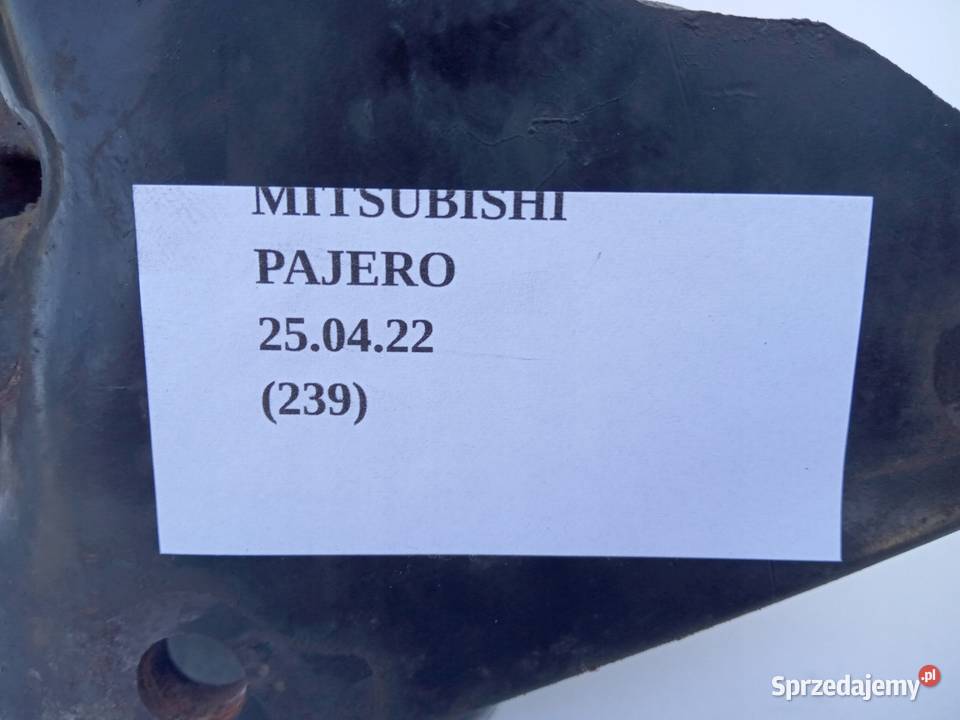 MITSUBISHI
PAJERO
25.04.22
(239)
Sprzedajemy.pl